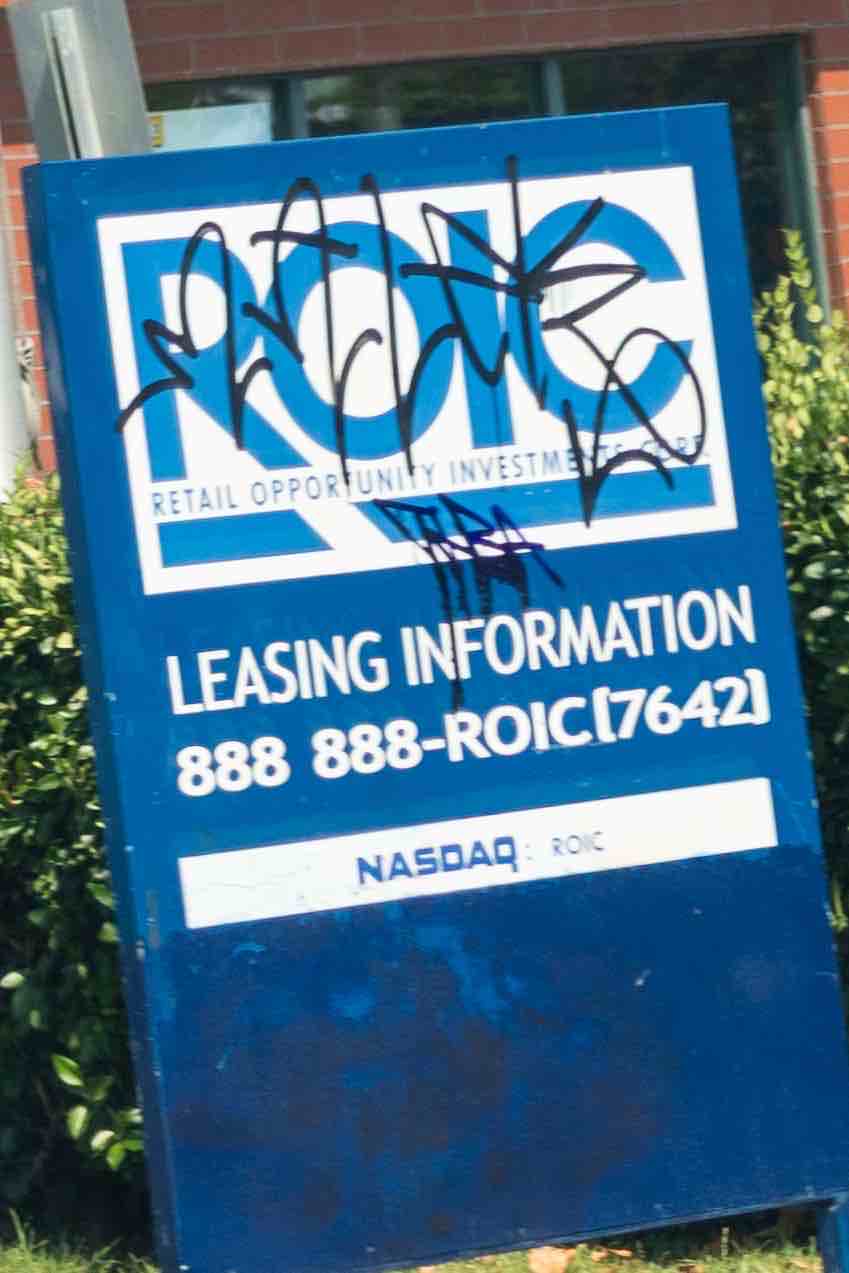 ROIC
RETAIL OPPORTUNITY INVESTMENTS CORP.
LEASING INFORMATION
888 888-ROIC(7642)
NASDAQ: ROIC